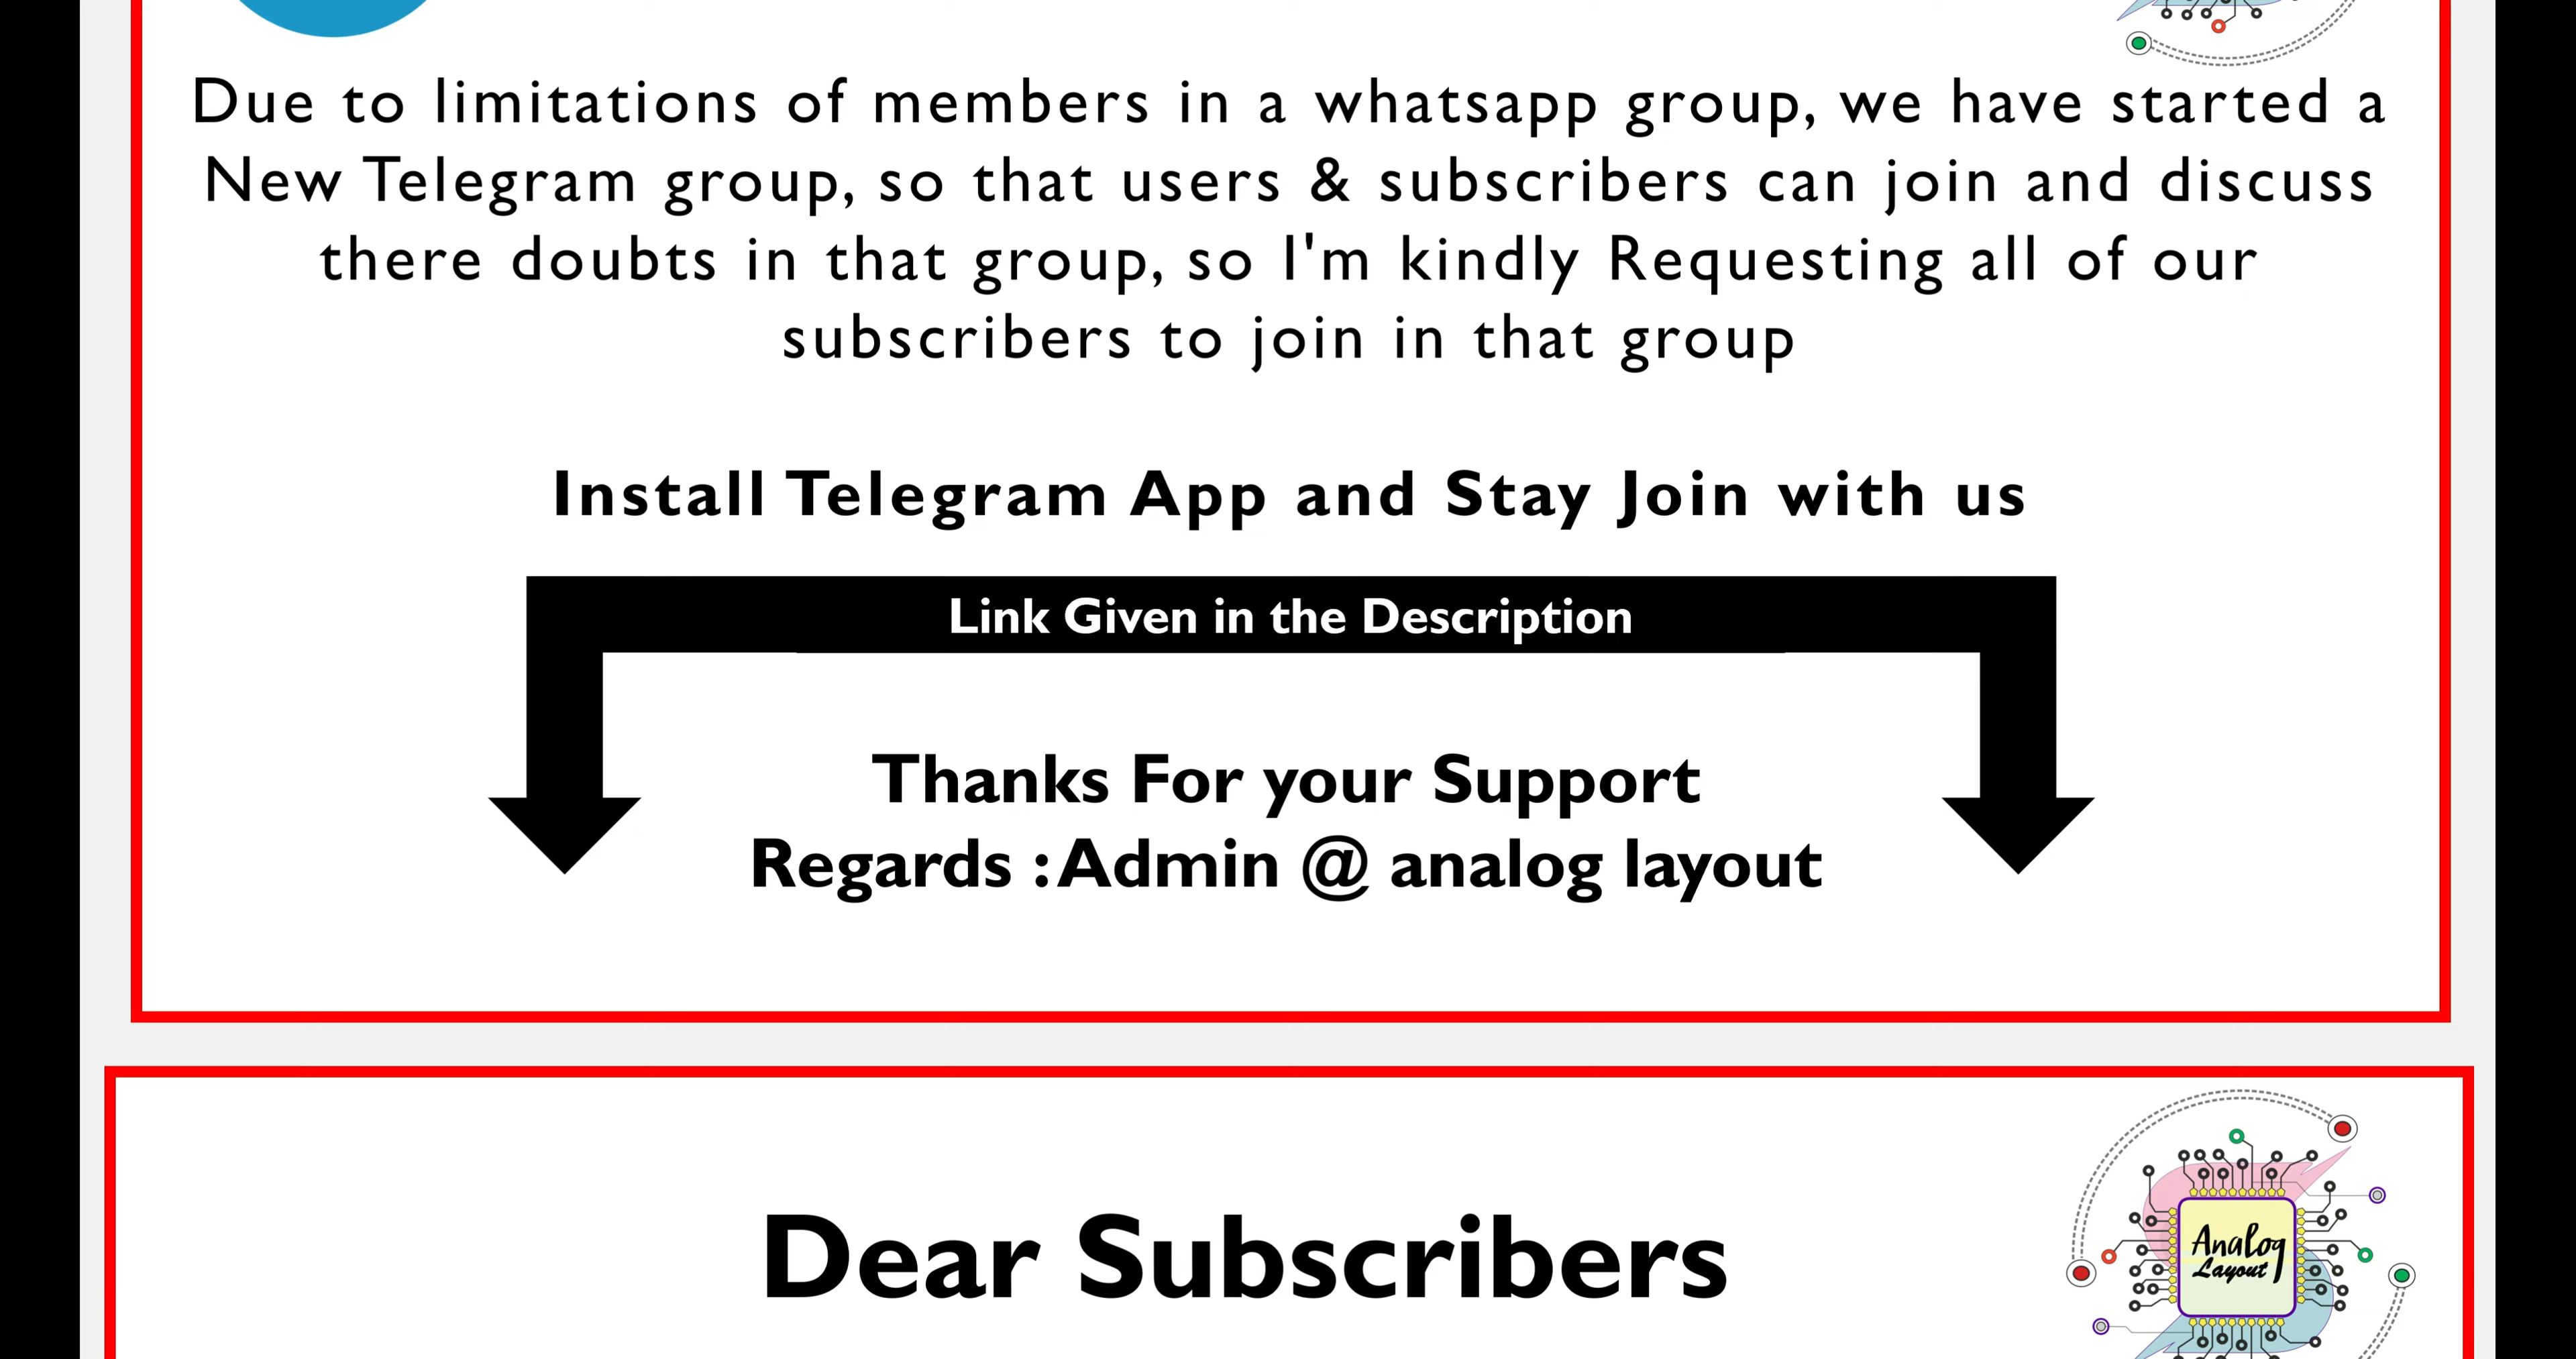 Due to limitations of members in a whatsapp group, we have started a
New Telegram group, so that users & subscribers can join and discuss
there doubts in that group, so I'm kindly Requesting all of our
subscribers to join in that group
Install Telegram App and Stay Join with us
Link Given in the Description
Thanks For your Support
Regards : Admin @ analog layout
Dear Subscribers
Analog
Layout